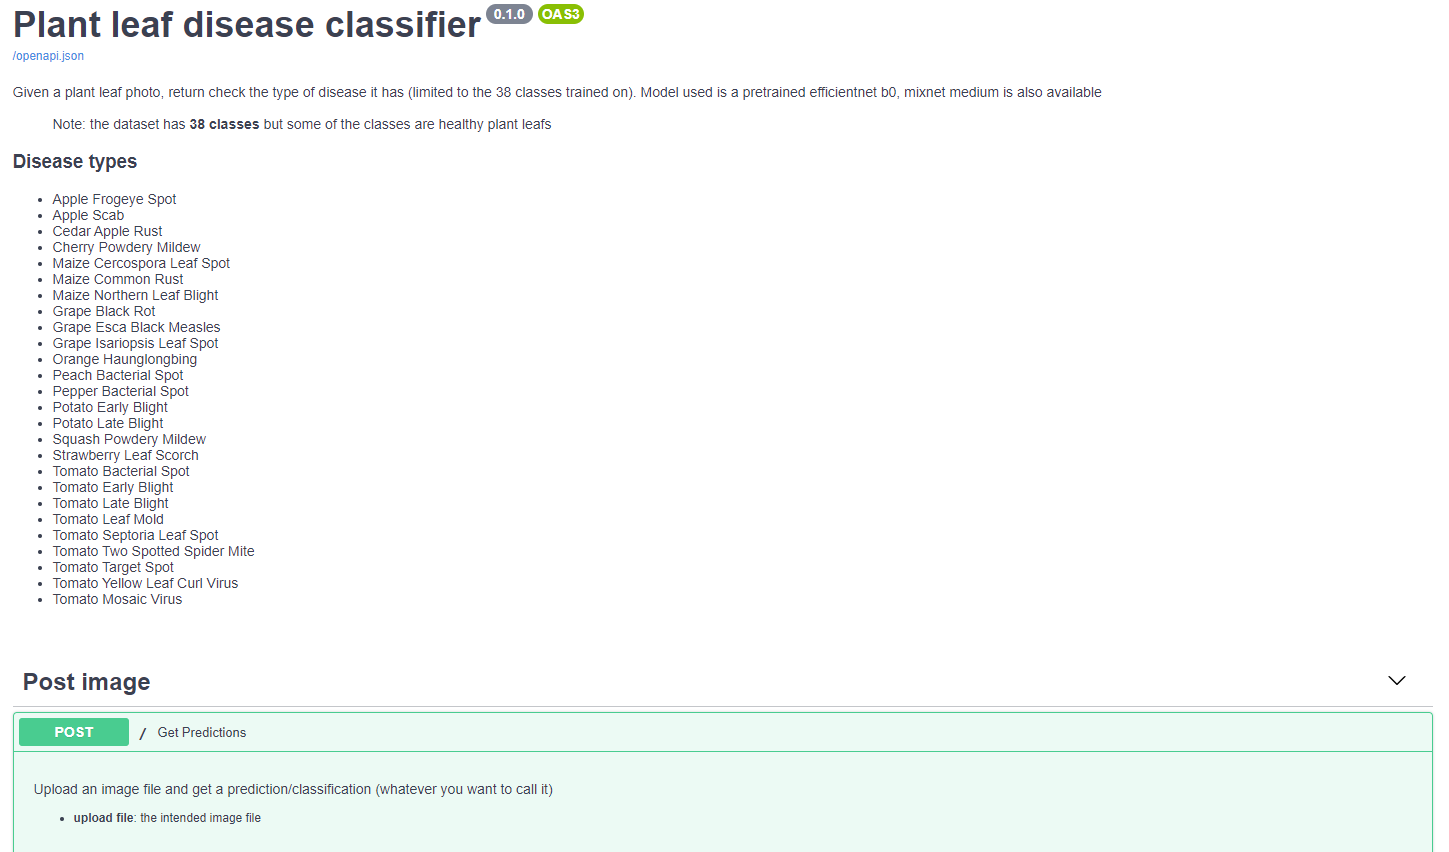 Plant leaf disease classifier 0.1.0 OAS3
/openapi.json
Given a plant leaf photo, return check the type of disease it has (limited to the 38 classes trained on). Model used is a pretrained efficientnet b0, mixnet medium is also available
Note: the dataset has 38 classes but some of the classes are healthy plant leafs
Disease types
Apple Frogeye Spot
Apple Scab
Cedar Apple Rust
Cherry Powdery Mildew
Maize Cercospora Leaf Spot
Maize Common Rust
Maize Northern Leaf Blight
Grape Black Rot
Grape Esca Black Measles
Grape Isariopsis Leaf Spot
Orange Haunglongbing
Peach Bacterial Spot
Pepper Bacterial Spot
Potato Early Blight
Potato Late Blight
Squash Powdery Mildew
Strawberry Leaf Scorch
Tomato Bacterial Spot
Tomato Early Blight
Tomato Late Blight
Tomato Leaf Mold
Tomato Septoria Leaf Spot
Tomato Two Spotted Spider Mite
Tomato Target Spot
Tomato Yellow Leaf Curl Virus
Tomato Mosaic Virus
Post image
POST / Get Predictions
Upload an image file and get a prediction/classification (whatever you want to call it)
upload file: the intended image file